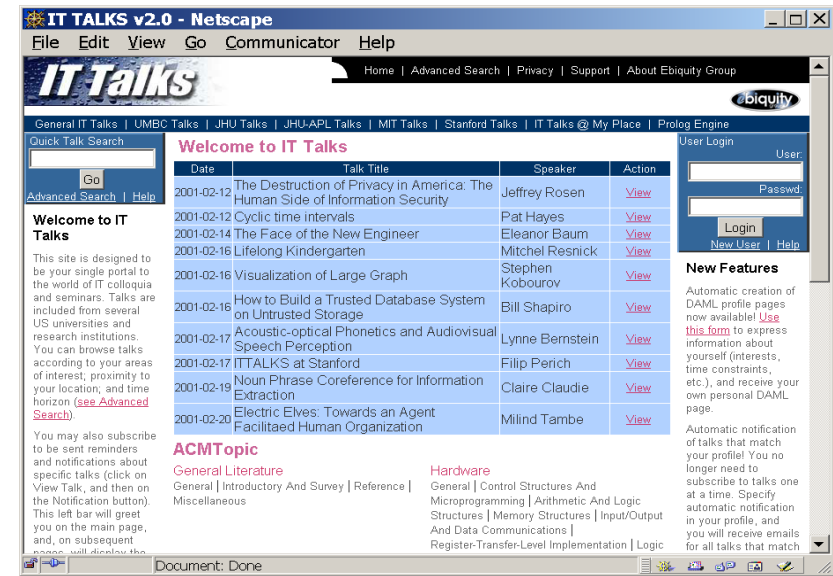 IT TALKS v2.0 - Netscape
File Edit View Go Communicator Help
IT Talks
Home | Advanced Search | Privacy | Support | About Ebiquity Group
ebiquity
General IT Talks | UMBC Talks | JHU Talks | JHU-APL Talks | MIT Talks | Stanford Talks | IT Talks @ My Place | Prolog Engine
Quick Talk Search
Go
Advanced Search | Help
Welcome to IT
Talks
This site is designed to
be your single portal to
the world of IT colloquia
and seminars. Talks are
included from several
US universities and
research institutions.
You can browse talks
according to your areas
of interest; proximity to
your location; and time
horizon (see Advanced
Search).
You may also subscribe
to be sent reminders
and notifications about
specific talks (click on
View Talk, and then on
the Notification button).
This left bar will greet
you on the main page,
and, on subsequent
pages, will display the
Welcome to IT Talks
Date Talk Title Speaker Action
2001-02-12 The Destruction of Privacy in America: The Human Side of Information Security Jeffrey Rosen View
2001-02-12 Cyclic time intervals Pat Hayes View
2001-02-14 The Face of the New Engineer Eleanor Baum View
2001-02-16 Lifelong Kindergarten Mitchel Resnick View
2001-02-16 Visualization of Large Graph Stephen Kobourov View
2001-02-16 How to Build a Trusted Database System on Untrusted Storage Bill Shapiro View
2001-02-17 Acoustic-optical Phonetics and Audiovisual Speech Perception Lynne Bernstein View
2001-02-17 ITTALKS at Stanford Filip Perich View
2001-02-19 Noun Phrase Coreference for Information Extraction Claire Claudie View
2001-02-20 Electric Elves: Towards an Agent Facilitaed Human Organization Milind Tambe View
ACMTopic
General Literature
General | Introductory And Survey | Reference |
Miscellaneous
Hardware
General | Control Structures And
Microprogramming | Arithmetic And Logic
Structures | Memory Structures | Input/Output
And Data Communications |
Register-Transfer-Level Implementation | Logic
User Login
User:
Passwd:
Login
New User | Help
New Features
Automatic creation of
DAML profile pages
now available! Use
this form to express
information about
yourself (interests,
time constraints,
etc.), and receive your
own personal DAML
page.
Automatic notification
of talks that match
your profile! You no
longer need to
subscribe to talks one
at a time. Specify
automatic notification
in your profile, and
you will receive emails
for all talks that match
Document: Done